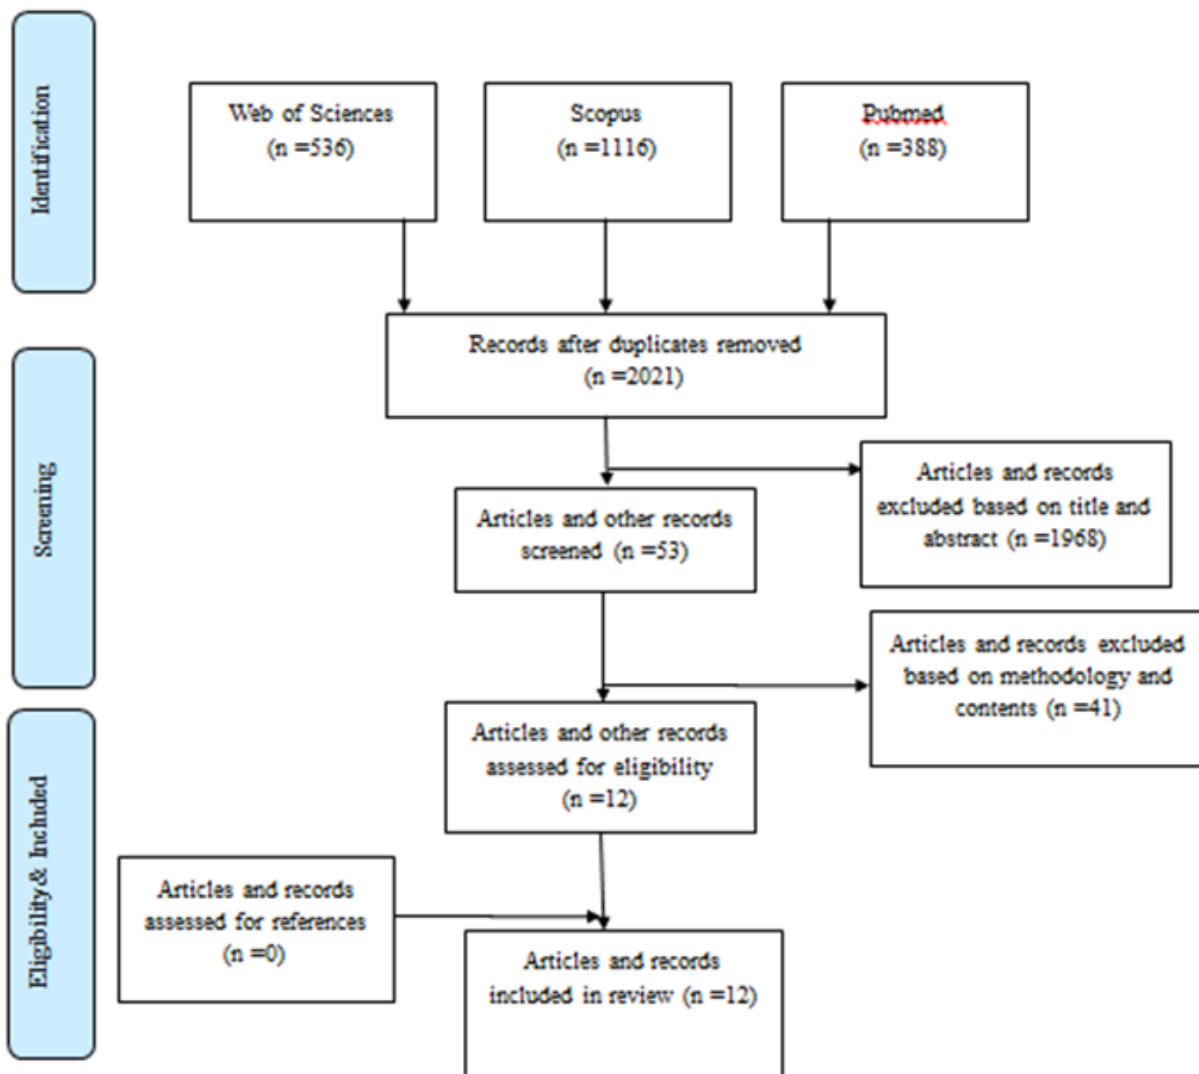 Identification
Web of Sciences
(n =536)
Scopus
(n =1116)
Pubmed
(n =388)
Records after duplicates removed
(n =2021)
Screening
Articles and records
excluded based on title and
abstract (n =1968)
Articles and other records
screened (n =53)
Articles and records excluded
based on methodology and
contents (n =41)
Eligibility & Included
Articles and other records
assessed for eligibility
(n =12)
Articles and records
assessed for references
(n =0)
Articles and records
included in review (n =12)